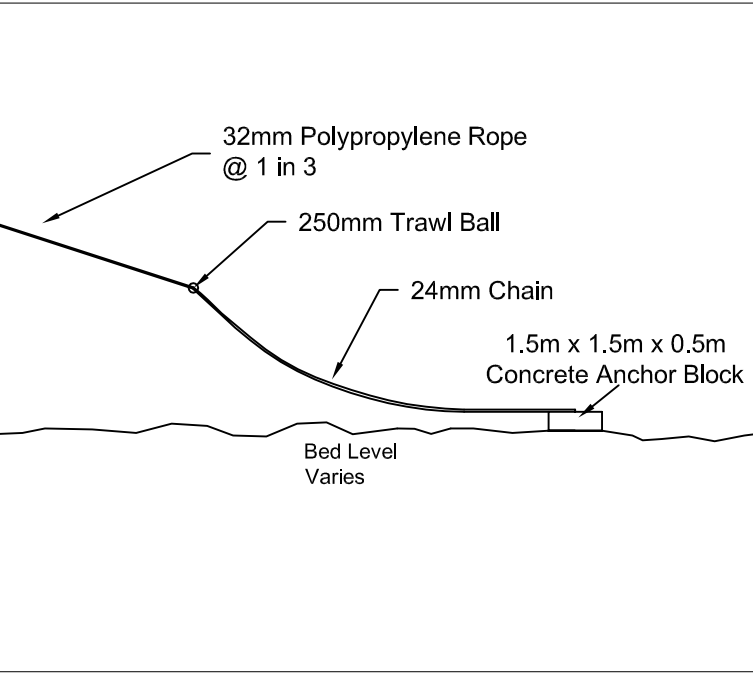 32mm Polypropylene Rope
@ 1 in 3
250mm Trawl Ball
24mm Chain
1.5m x 1.5m x 0.5m
Concrete Anchor Block
Bed Level
Varies